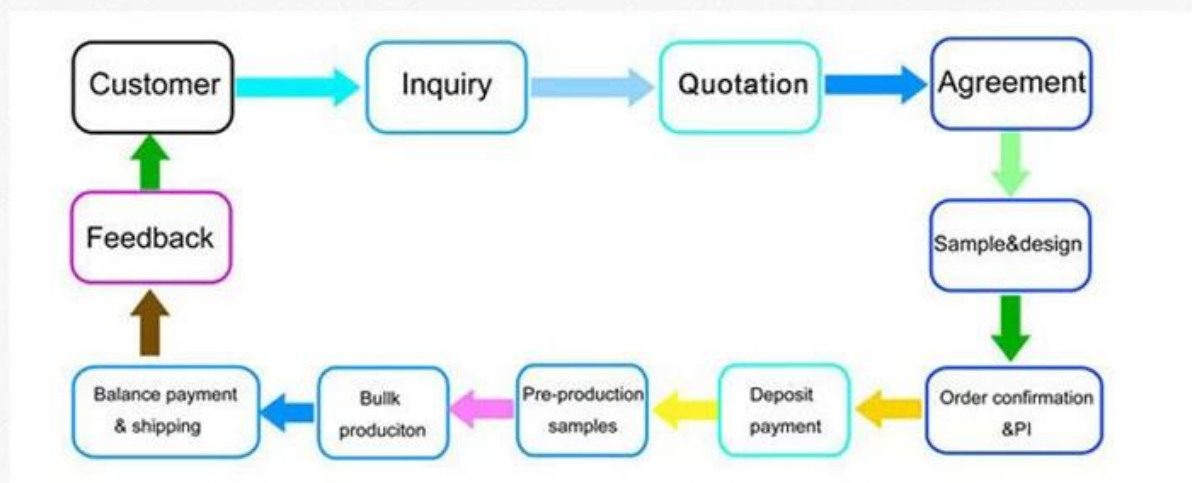 Customer
Inquiry
Quotation
Agreement
Sample&design
Order confirmation
&PI
Deposit
payment
Pre-production
samples
Bullk
produciton
Balance payment
& shipping
Feedback